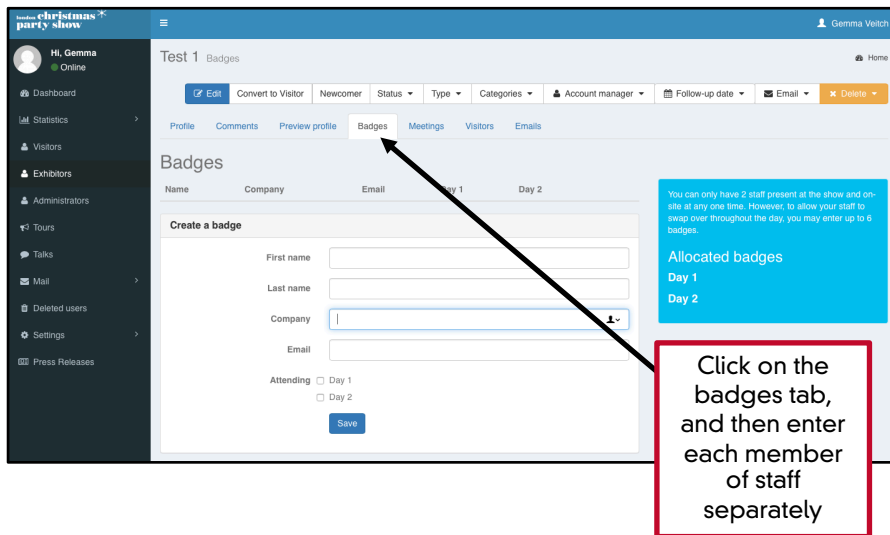 london christmas
party show
Gemma Veitch
Hi, Gemma
Online
Dashboard
Statistics
Visitors
Exhibitors
Administrators
Tours
Talks
Mail
Deleted users
Settings
Press Releases
Test 1 Badges
Home
Edit Convert to Visitor Newcomer Status Type Categories Account manager Follow-up date Email Delete
Profile Comments Preview profile Badges Meetings Visitors Emails
Badges
Name Company Email Day 1 Day 2
Create a badge
First name
Last name
Company
Email
Attending Day 1
Day 2
Save
You can only have 2 staff present at the show and on-
site at any one time. However, to allow your staff to
swap over throughout the day, you may enter up to 6
badges.
Allocated badges
Day 1
Day 2
Click on the
badges tab,
and then enter
each member
of staff
separately